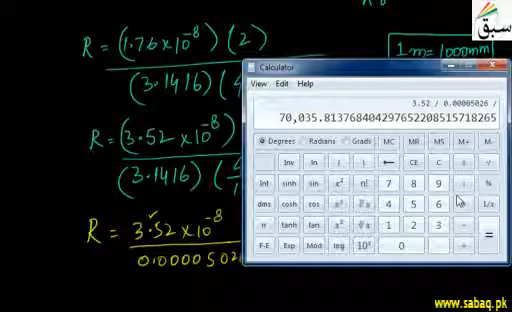 سبق
R = (1.76 x 10⁻⁸) (2)
(3.1416)
1m = 1000mm
R = (3.52 x 10⁻⁸)
(3.1416)
R = 3.52 x 10⁻⁸
0.0000502
Calculator
View Edit Help
3.52 / 0.00005026 /
70,035.813768404297652208515718265
Degrees Radians Grads MC MR MS M+ M-
Inv ln ( ) ← CE C ± √
Int sinh sin x² n! 7 8 9 %
dms cosh cos 4 5 6 1/x
π tanh tan x³ 1 2 3 - =
F-E Exp Mod log 10ˣ 0 . +
www.sabaq.pk